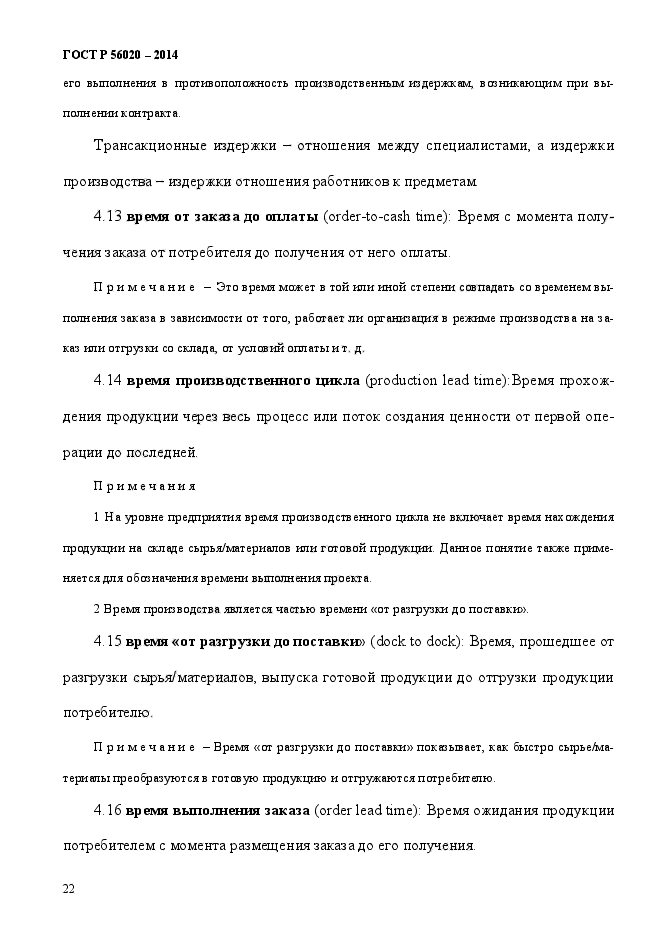 ГОСТ Р 56020 – 2014
его выполнения в противоположность производственным издержкам, возникающим при вы-
полнении контракта.
Трансакционные издержки – отношения между специалистами, а издержки
производства – издержки отношения работников к предметам
4.13 время от заказа до оплаты (order-to-cash time): Время с момента полу-
чения заказа от потребителя до получения от него оплаты.
Примечание – Это время может в той или иной степени совпадать со временем вы-
полнения заказа в зависимости от того, работает ли организация в режиме производства на за-
каз или отгрузки со склада, от условий оплаты и т. д.
4.14 время производственного цикла (production lead time):Время прохож-
дения продукции через весь процесс или поток создания ценности от первой опе-
рации до последней.
Примечания
1 На уровне предприятия время производственного цикла не включает время нахождения
продукции на складе сырья/материалов или готовой продукции. Данное понятие также приме-
няется для обозначения времени выполнения проекта.
2 Время производства является частью времени «от разгрузки до поставки».
4.15 время «от разгрузки до поставки» (dock to dock): Время, прошедшее от
разгрузки сырья/материалов, выпуска готовой продукции до отгрузки продукции
потребителю.
Примечание – Время «от разгрузки до поставки» показывает, как быстро сырье/ма-
териалы преобразуются в готовую продукцию и отгружаются потребителю.
4.16 время выполнения заказа (order lead time): Время ожидания продукции
потребителем с момента размещения заказа до его получения.
22